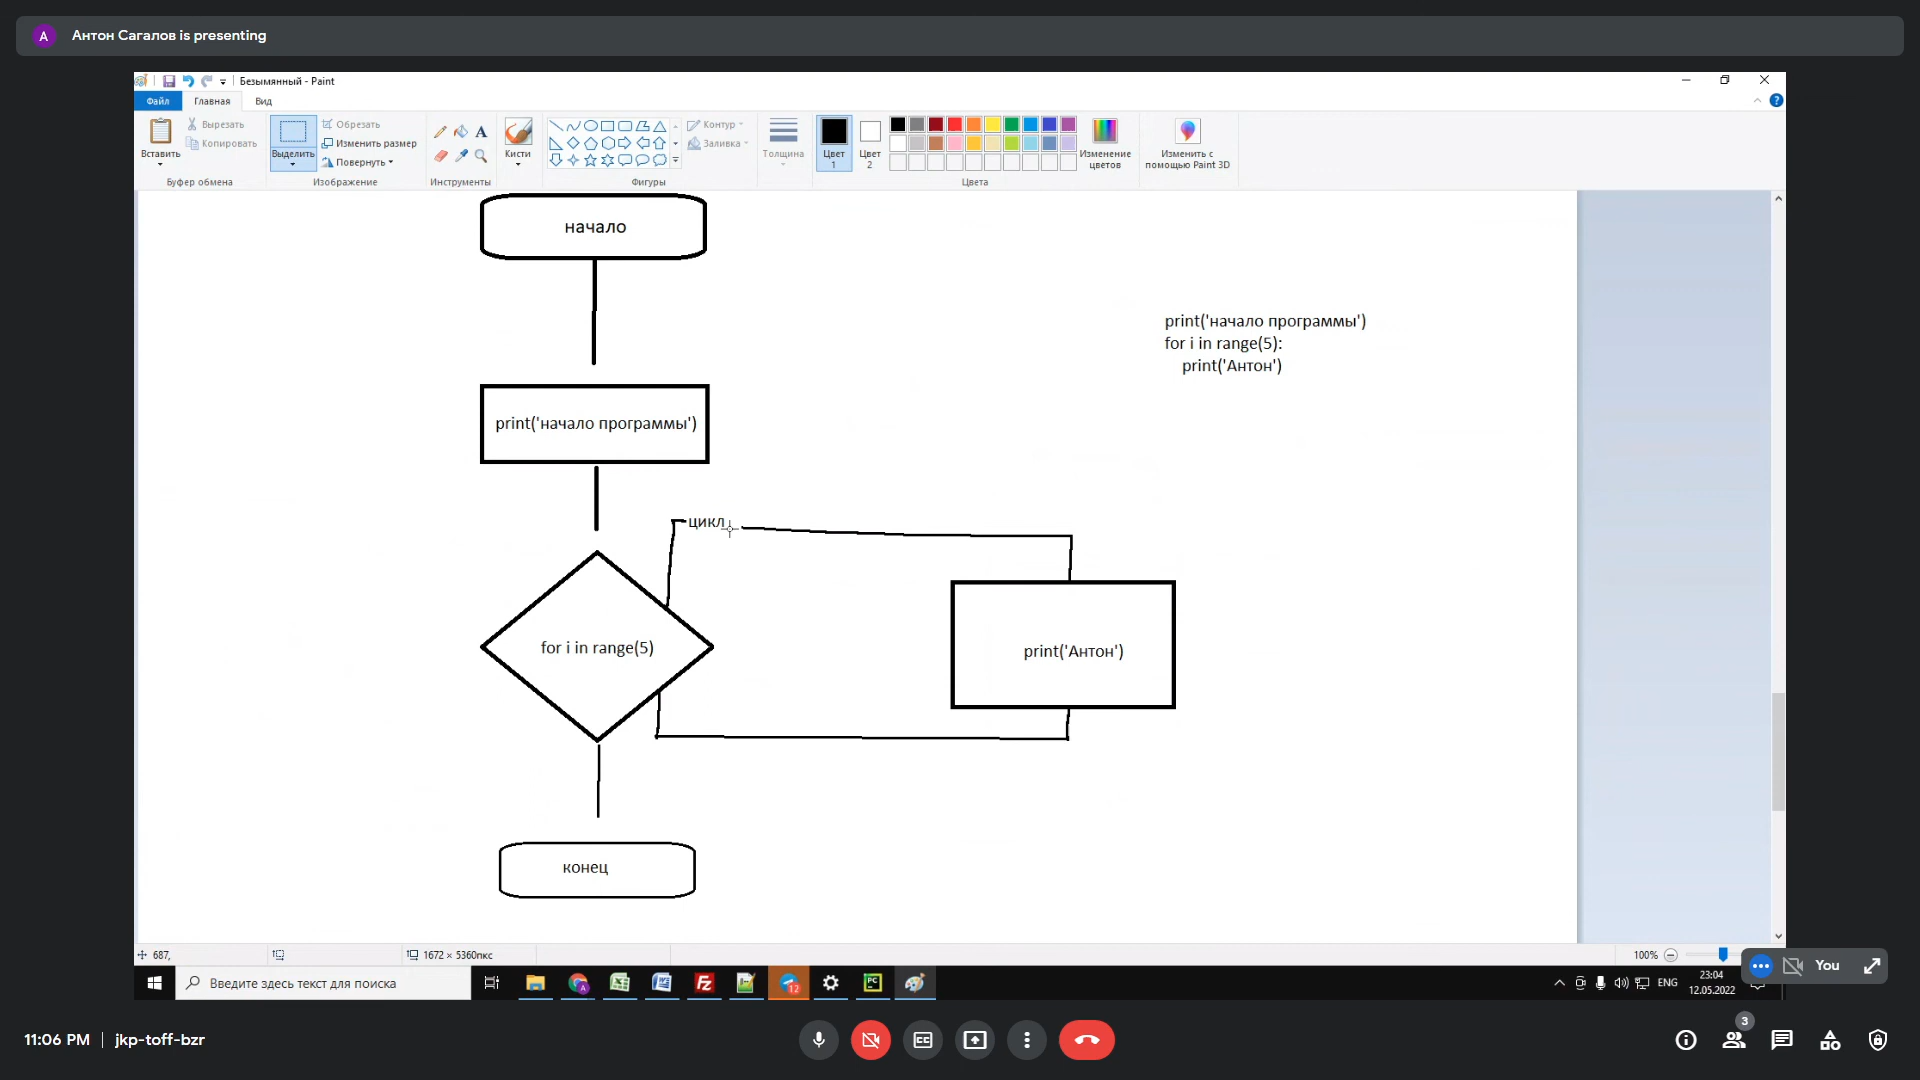 A
Антон Сагалов is presenting
Безымянный - Paint
Файл
Главная
Вид
Вставить
Вырезать
Копировать
Буфер обмена
Выделить
Обрезать
Изменить размер
Повернуть
Изображение
Инструменты
Кисти
Контур
Заливка
Фигуры
Толщина
Цвет
1
Цвет
2
Изменение
цветов
Цвета
Изменить с
помощью Paint 3D
начало
print('начало программы')
for i in range(5):
print('Антон')
print('начало программы')
цикл
for i in range(5)
print('Антон')
конец
687,
1672 × 5360пкс
100%
You
Введите здесь текст для поиска
12
ENG
23:04
12.05.2022
11:06 PM
jkp-toff-bzr
3